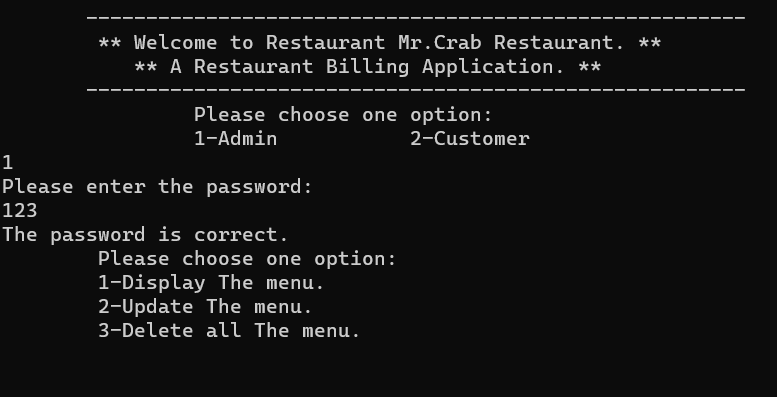 -------------------------------------------------------
** Welcome to Restaurant Mr.Crab Restaurant. **
** A Restaurant Billing Application. **
-------------------------------------------------------
Please choose one option:
1-Admin 2-Customer
1
Please enter the password:
123
The password is correct.
Please choose one option:
1-Display The menu.
2-Update The menu.
3-Delete all The menu.